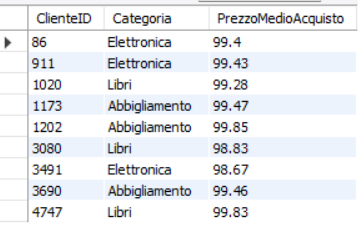 ClienteID Categoria PrezzoMedioAcquisto
86 Elettronica 99.4
911 Elettronica 99.43
1020 Libri 99.28
1173 Abbigliamento 99.47
1202 Abbigliamento 99.85
3080 Libri 98.83
3491 Elettronica 98.67
3690 Abbigliamento 99.46
4747 Libri 99.83